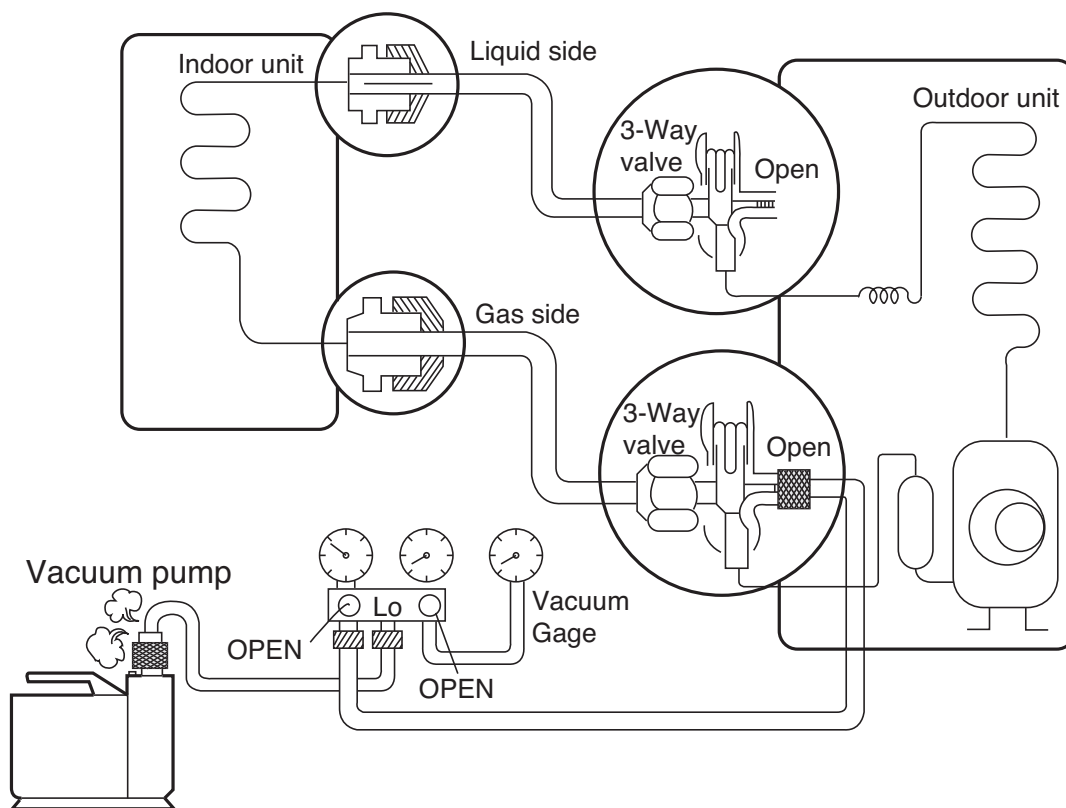 Indoor unit
Liquid side
Outdoor unit
3-Way
valve
Open
Gas side
3-Way
valve
Open
Vacuum pump
Lo
Vacuum
Gage
OPEN
OPEN